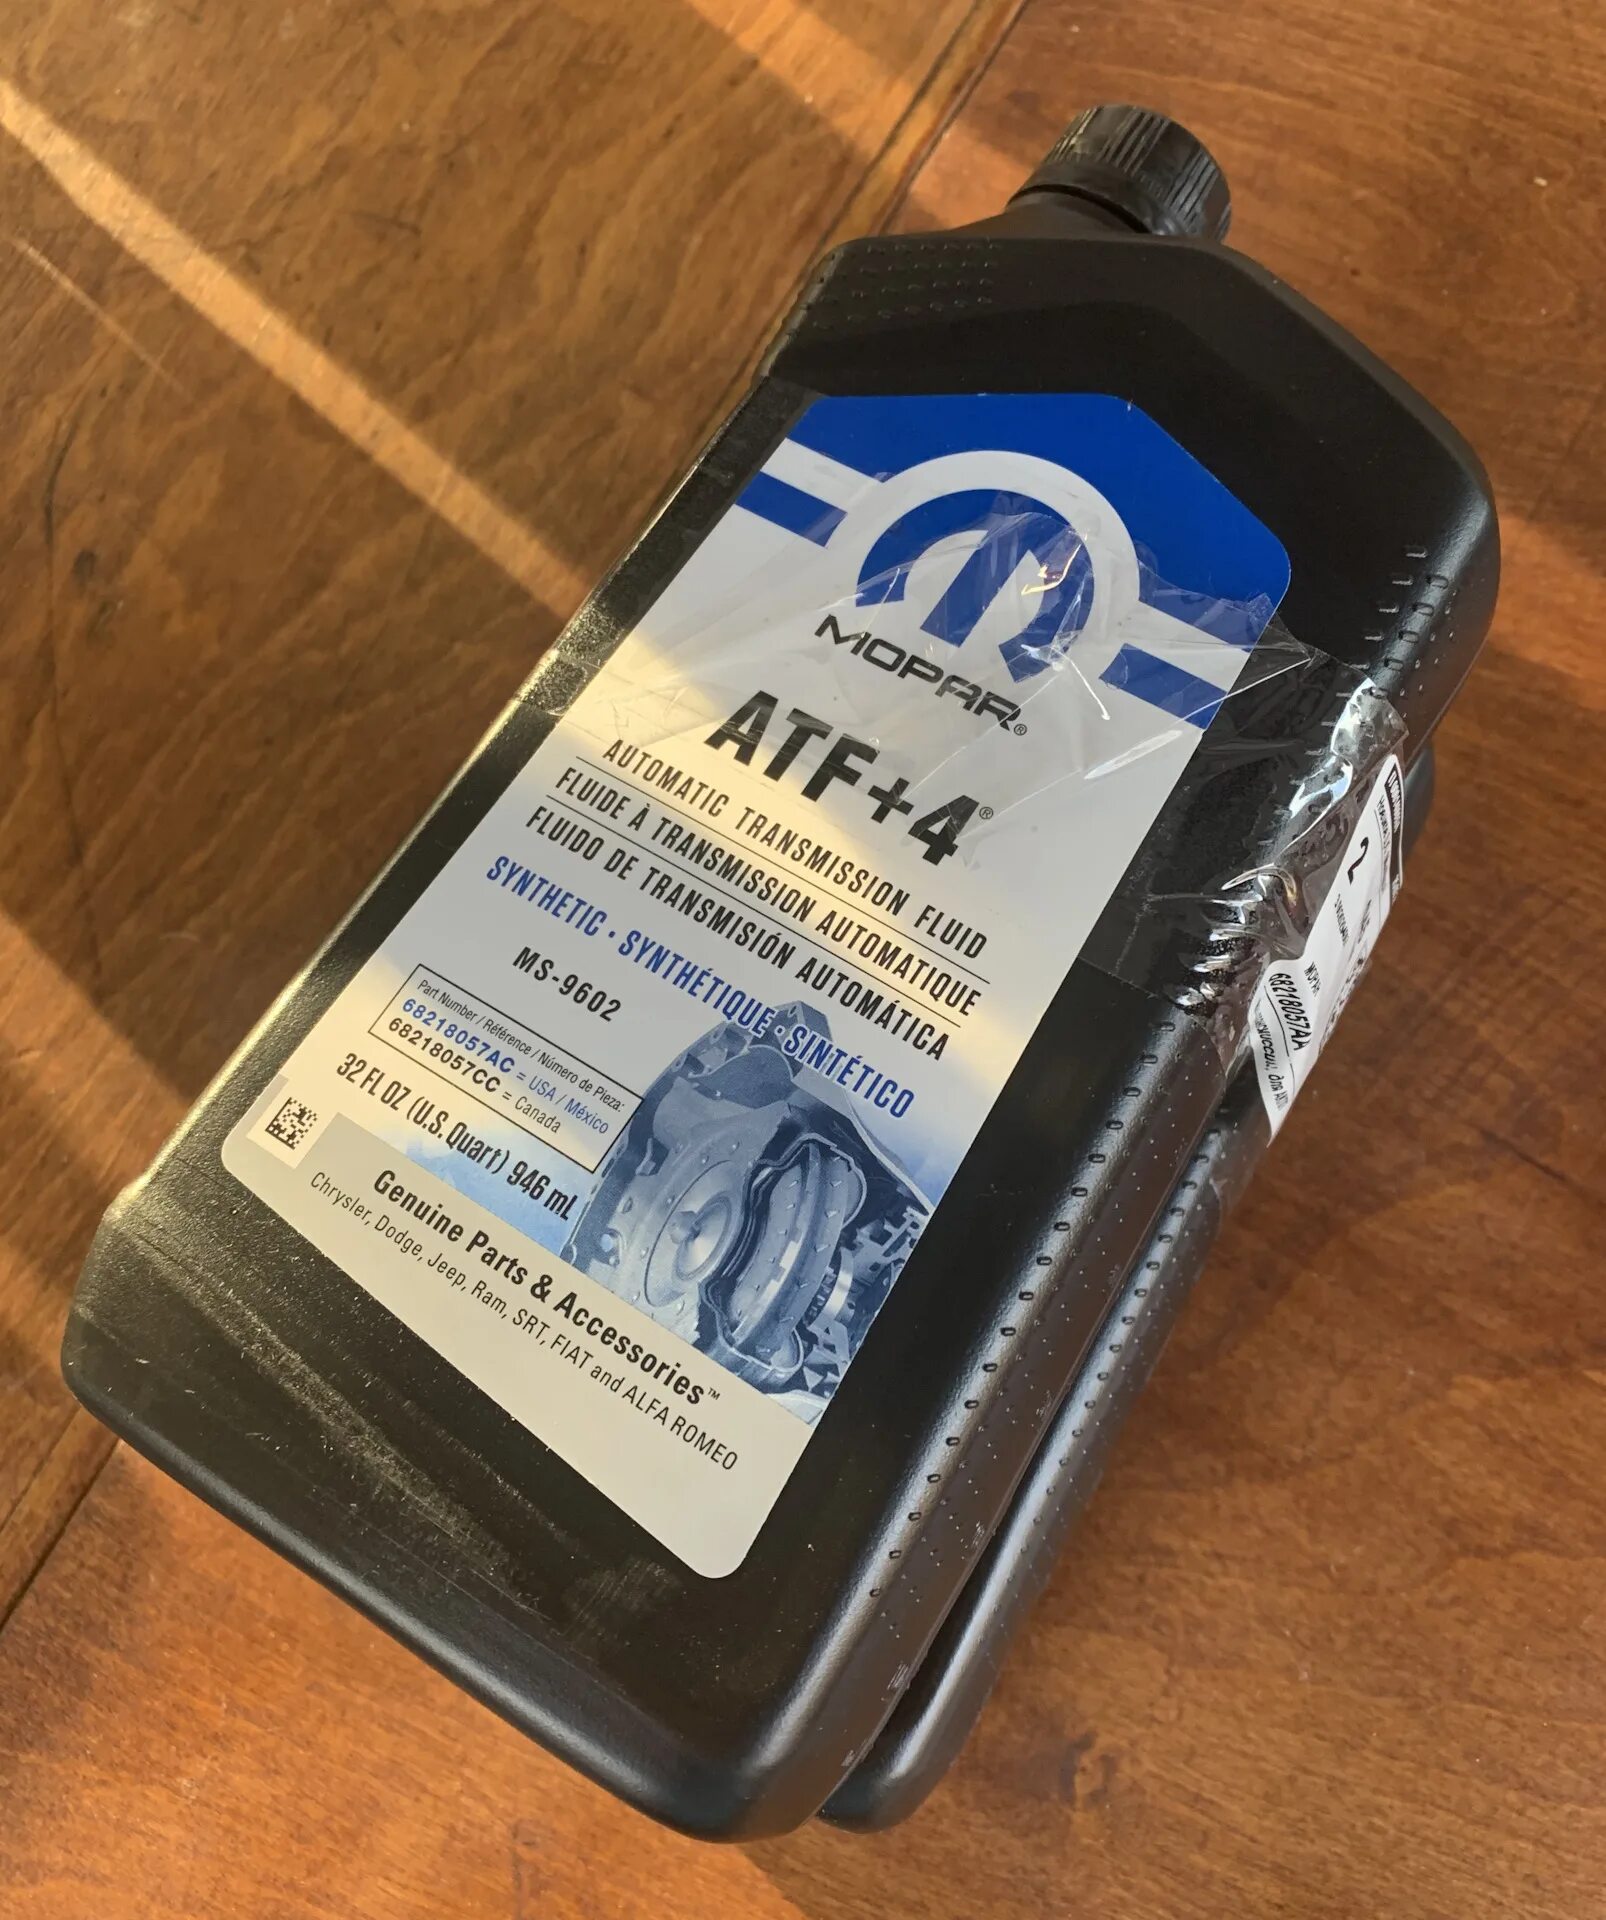 MOPAR®
ATF+4®
AUTOMATIC TRANSMISSION FLUID
FLUIDE À TRANSMISSION AUTOMATIQUE
FLUIDO DE TRANSMISIÓN AUTOMÁTICA
SYNTHETIC · SYNTHÉTIQUE · SINTÉTICO
MS-9602
Part Number / Référence / Número de Pieza:
68218057AC = USA / México
68218057CC = Canada
32 FL OZ (U.S. Quart) 946 mL
Genuine Parts & Accessories™
Chrysler, Dodge, Jeep, Ram, SRT, FIAT and ALFA ROMEO
2
MOPAR
68218057AA